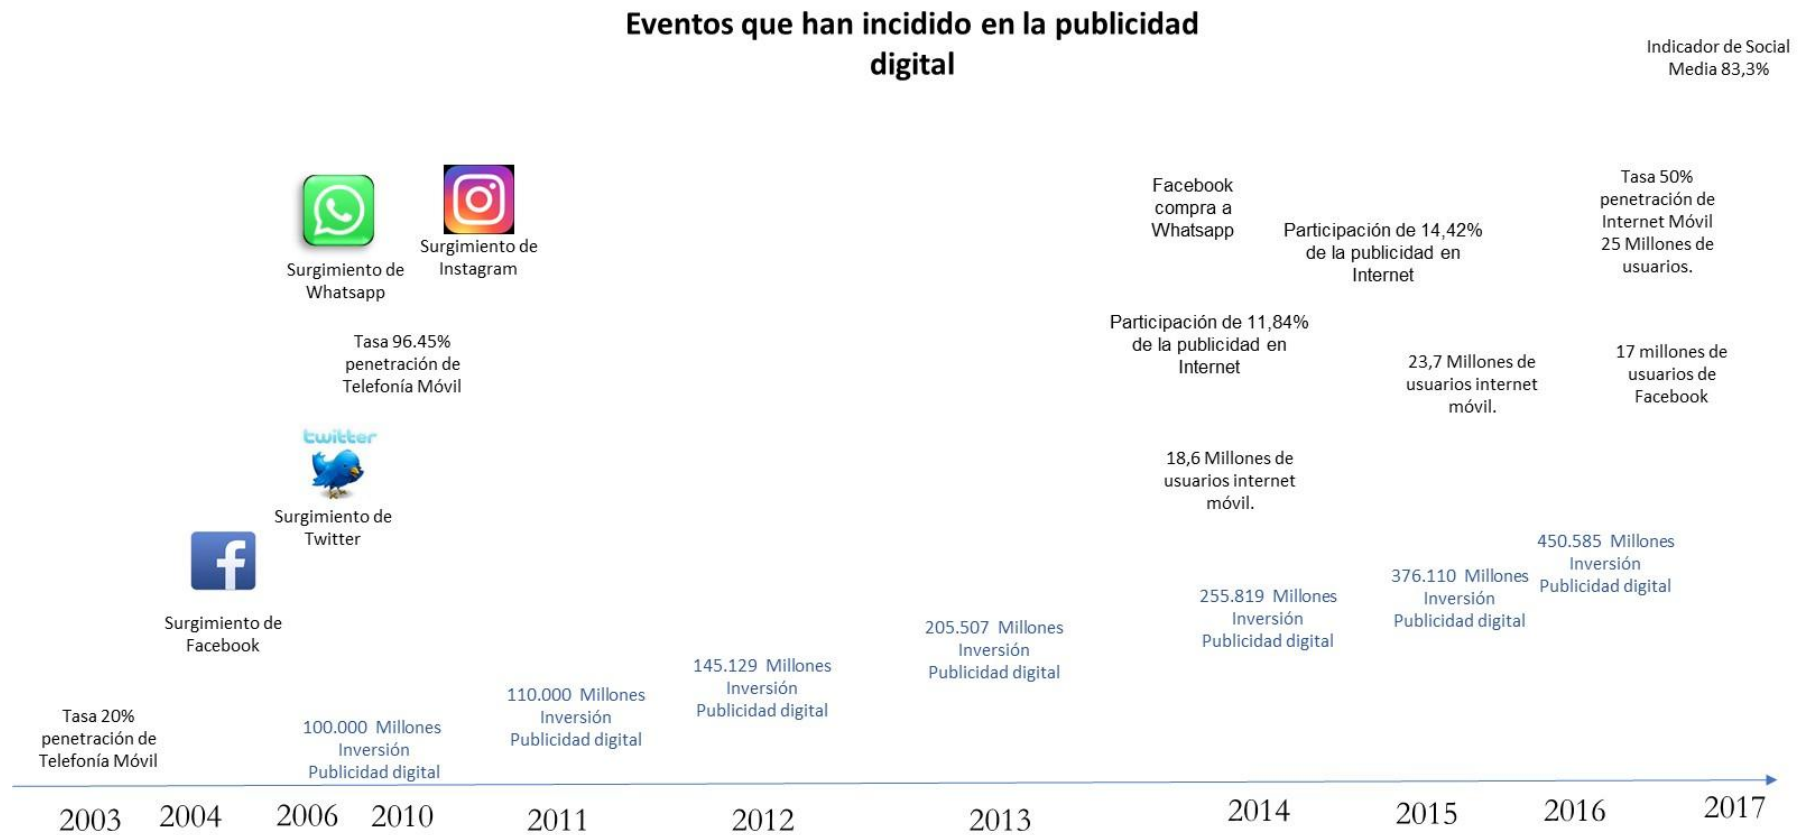 Eventos que han incidido en la publicidad
digital
Indicador de Social
Media 83,3%
Surgimiento de
Whatsapp
Surgimiento de
Instagram
Facebook
compra a
Whatsapp
Participación de 14,42%
de la publicidad en
Internet
Tasa 50%
penetración de
Internet Móvil
25 Millones de
usuarios.
Tasa 96.45%
penetración de
Telefonía Móvil
Participación de 11,84%
de la publicidad en
Internet
23,7 Millones de
usuarios internet
móvil.
17 millones de
usuarios de
Facebook
twitter
Surgimiento de
Twitter
18,6 Millones de
usuarios internet
móvil.
f
Surgimiento de
Facebook
450.585 Millones
Inversión
Publicidad digital
376.110 Millones
Inversión
Publicidad digital
255.819 Millones
Inversión
Publicidad digital
205.507 Millones
Inversión
Publicidad digital
145.129 Millones
Inversión
Publicidad digital
110.000 Millones
Inversión
Publicidad digital
Tasa 20%
penetración de
Telefonía Móvil
100.000 Millones
Inversión
Publicidad digital
2003 2004 2006 2010 2011 2012 2013 2014 2015 2016 2017